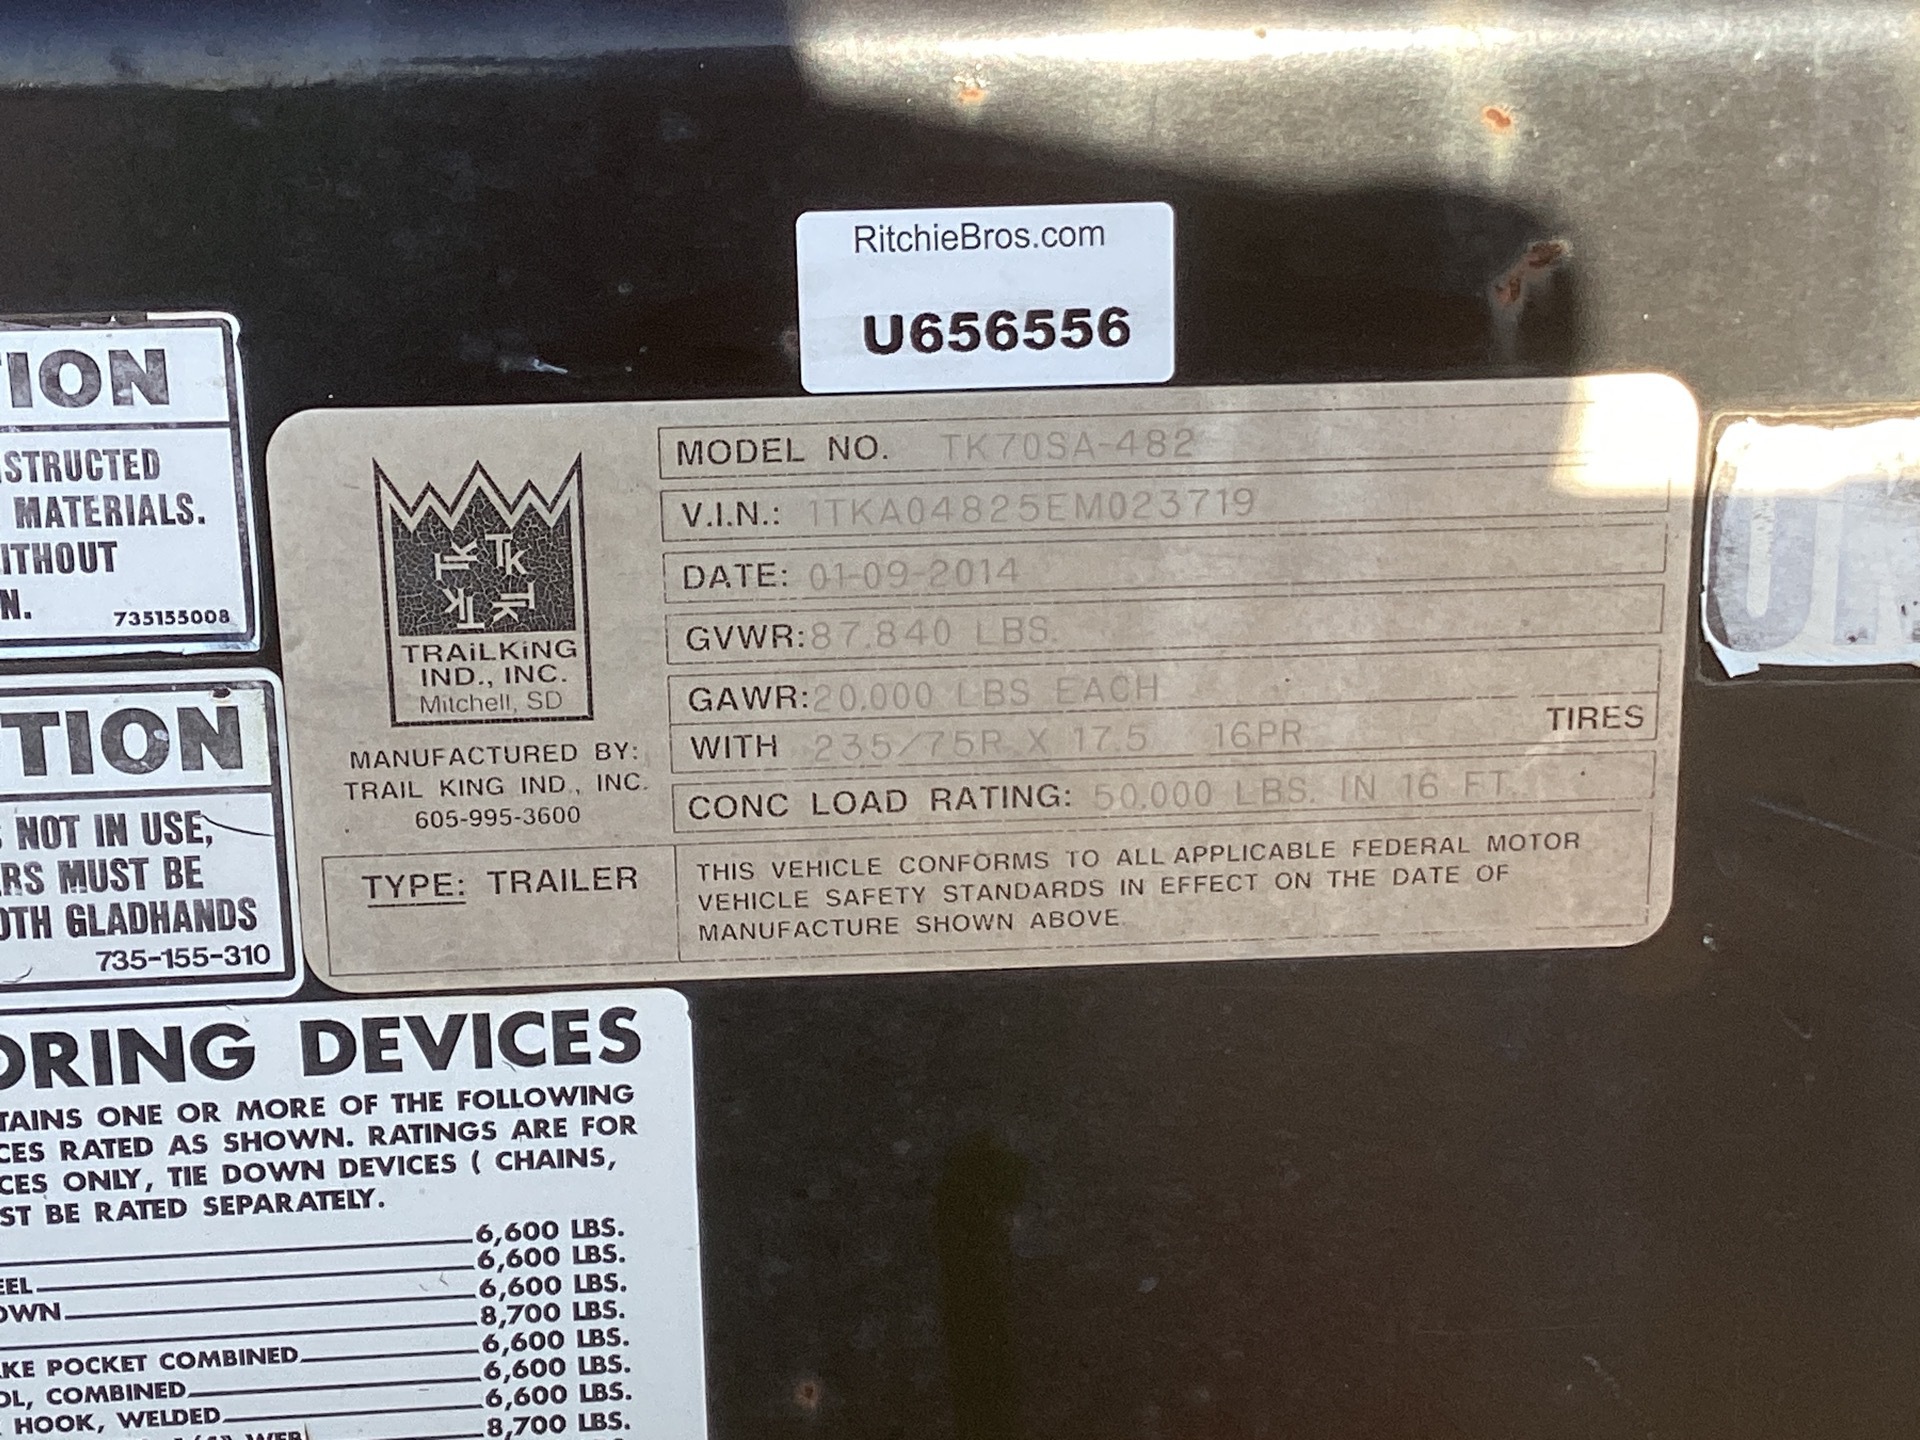 RitchieBros.com
U656556
TION
STRUCTED
MATERIALS.
ITHOUT
N.
735155008
TION
NOT IN USE,
RS MUST BE
OTH GLADHANDS
735-155-310
TK TK TK TK
TRAiLKiNG
IND., INC.
Mitchell, SD
MANUFACTURED BY:
TRAIL KING IND., INC.
605-995-3600
TYPE: TRAILER
MODEL NO. TK70SA-482
V.I.N.: 1TKA04825EM023719
DATE: 01-09-2014
GVWR: 87,840 LBS.
GAWR: 20,000 LBS EACH
WITH 235/75R X 17.5 16PR TIRES
CONC LOAD RATING: 50,000 LBS. IN 16 FT.
THIS VEHICLE CONFORMS TO ALL APPLICABLE FEDERAL MOTOR
VEHICLE SAFETY STANDARDS IN EFFECT ON THE DATE OF
MANUFACTURE SHOWN ABOVE.
ORING DEVICES
TAINS ONE OR MORE OF THE FOLLOWING
CES RATED AS SHOWN. RATINGS ARE FOR
CES ONLY, TIE DOWN DEVICES ( CHAINS,
ST BE RATED SEPARATELY.
6,600 LBS.
6,600 LBS.
EEL 6,600 LBS.
OWN 8,700 LBS.
6,600 LBS.
KE POCKET COMBINED 6,600 LBS.
OL, COMBINED 6,600 LBS.
HOOK, WELDED 8,700 LBS.